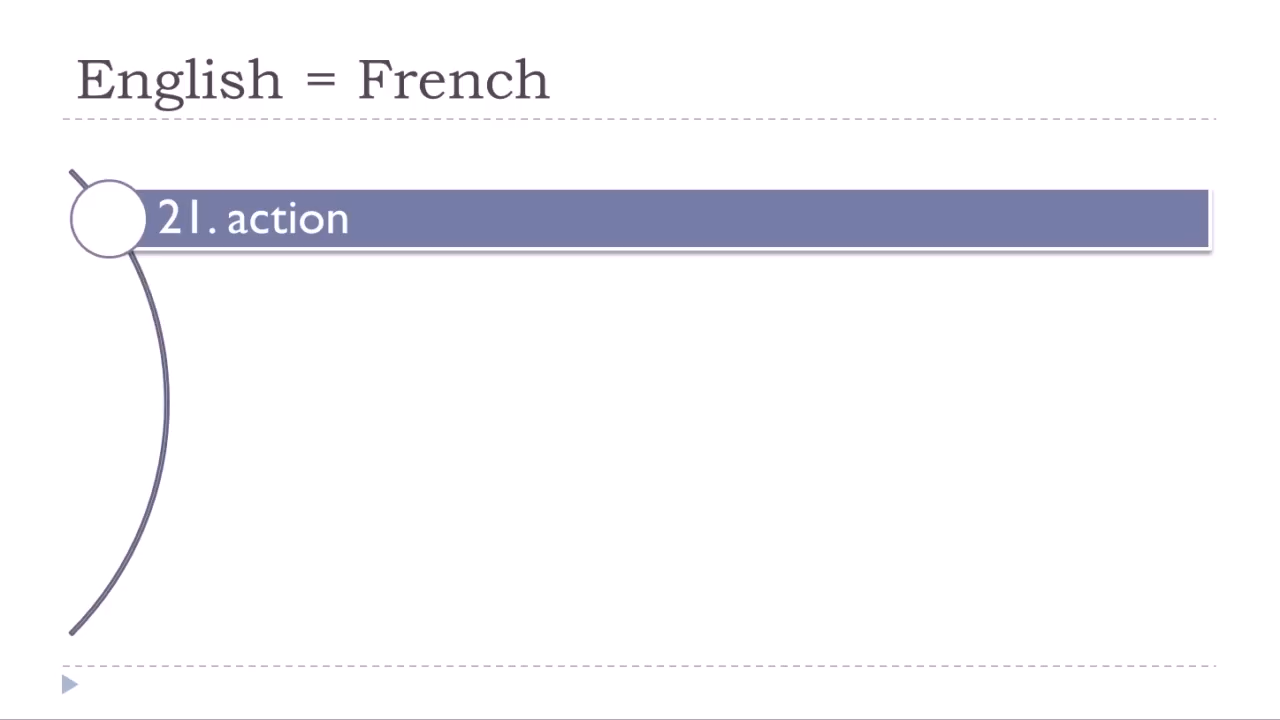 English = French
21. action